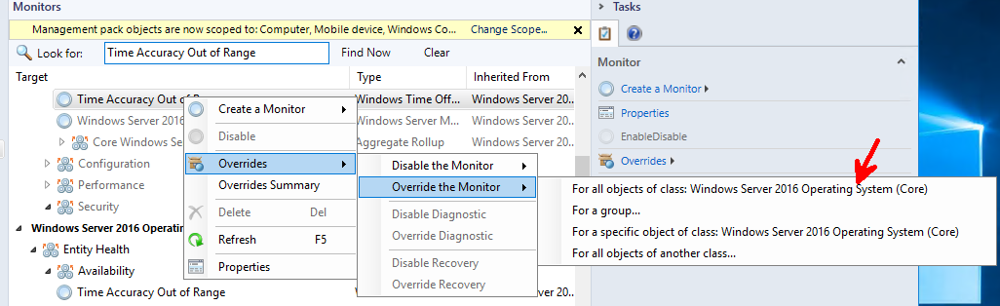 Monitors
Management pack objects are now scoped to: Computer, Mobile device, Windows Co... Change Scope...
Look for: Time Accuracy Out of Range Find Now Clear
Target Type Inherited From
Time Accuracy Out of Range Windows Time Off... Windows Server 20...
Windows Server 2016 Windows Server M... Windows Server 20...
Core Windows Se Aggregate Rollup Windows Server 20...
Configuration
Performance
Security
Windows Server 2016 Operatin
Entity Health
Availability
Time Accuracy Out of Range 20...
Create a Monitor
Disable
Overrides
Overrides Summary
Delete Del
Refresh F5
Properties
Disable the Monitor
Override the Monitor
Disable Diagnostic
Override Diagnostic
Disable Recovery
Override Recovery
For all objects of class: Windows Server 2016 Operating System (Core)
For a group...
For a specific object of class: Windows Server 2016 Operating System (Core)
For all objects of another class...
Tasks
Monitor
Create a Monitor
Properties
EnableDisable
Overrides